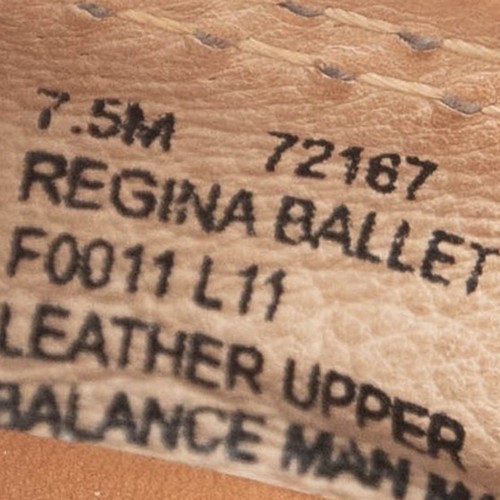 7.5M 72167
REGINA BALLET
F0011 L11
LEATHER UPPER
BALANCE MAN